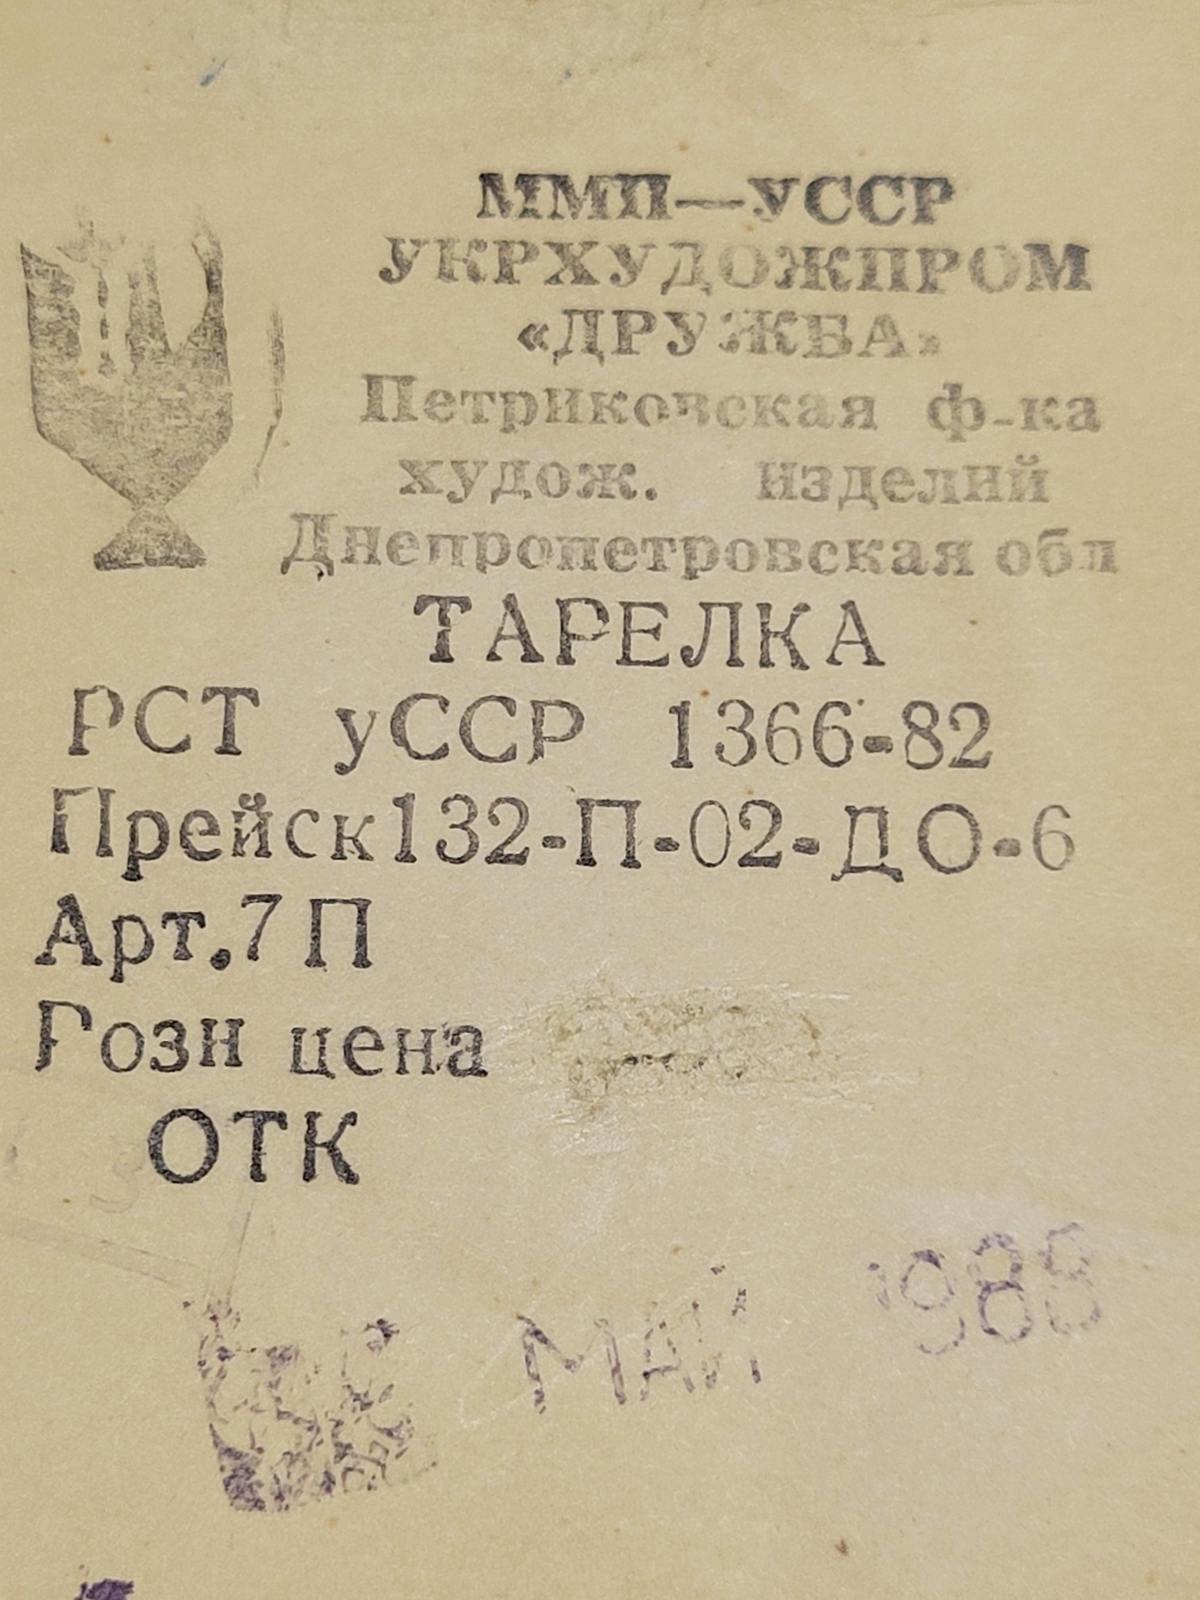 ММП—УССР
УКРХУДОЖПРОМ
«ДРУЖБА»
Петриковская ф-ка
худож. изделий
Днепропетровская обл
ТАРЕЛКА
РСТ уССР 1366-82
Прейск132-П-02-ДО-6
Арт.7П
Розн цена
ОТК
МАЙ 1988